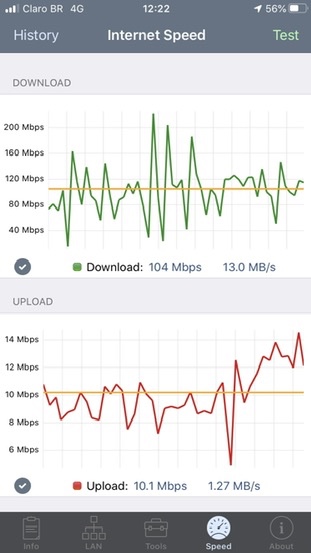 Claro BR 4G 12:22 56%
History Internet Speed Test
DOWNLOAD
200 Mbps
160 Mbps
120 Mbps
80 Mbps
40 Mbps
Download: 104 Mbps 13.0 MB/s
UPLOAD
14 Mbps
12 Mbps
10 Mbps
8 Mbps
6 Mbps
Upload: 10.1 Mbps 1.27 MB/s
Info LAN Tools Speed About